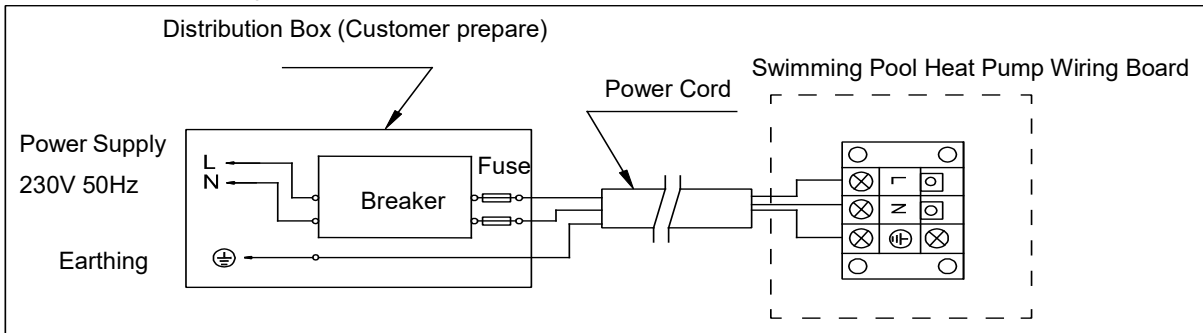 Distribution Box (Customer prepare)
Swimming Pool Heat Pump Wiring Board
Power Cord
Power Supply
230V 50Hz
L
N
Fuse
Breaker
Earthing
L
N